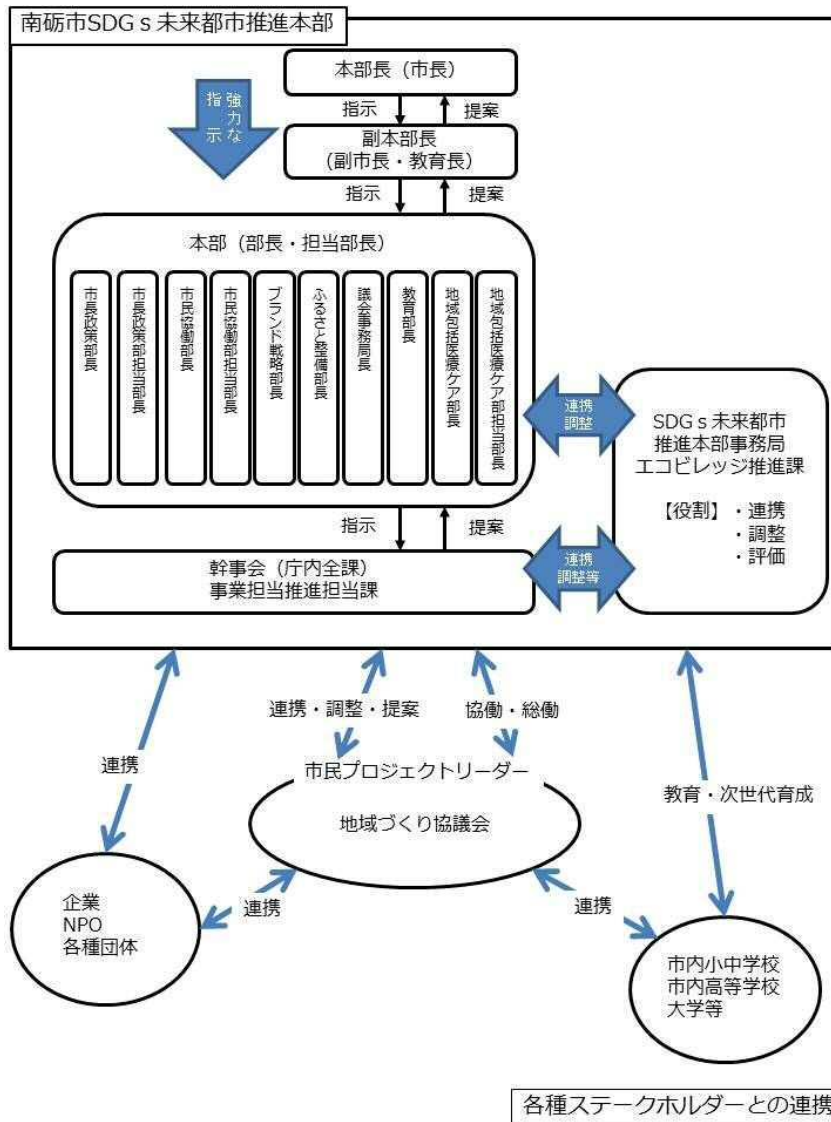 南砺市SDGｓ未来都市推進本部
本部長（市長）
強力な
指示
指示
提案
副本部長
(副市長・教育長）
指示
提案
本部（部長・担当部長）
市長政策部長
市長政策部担当部長
市民協働部長
市民協働部担当部長
ブランド戦略部長
ふるさと整備部長
議会事務局長
教育部長
地域包括医療ケア部長
地域包括医療ケア部担当部長
連携
調整
SDGｓ未来都市
推進本部事務局
エコビレッジ推進課
【役割】・連携
・調整
・評価
指示
提案
幹事会（庁内全課）
事業担当推進担当課
連携
調整等
連携・調整・提案
協働・総働
連携
市民プロジェクトリーダー
教育・次世代育成
地域づくり協議会
企業
NPO
各種団体
連携
連携
市内小中学校
市内高等学校
大学等
各種ステークホルダーとの連携